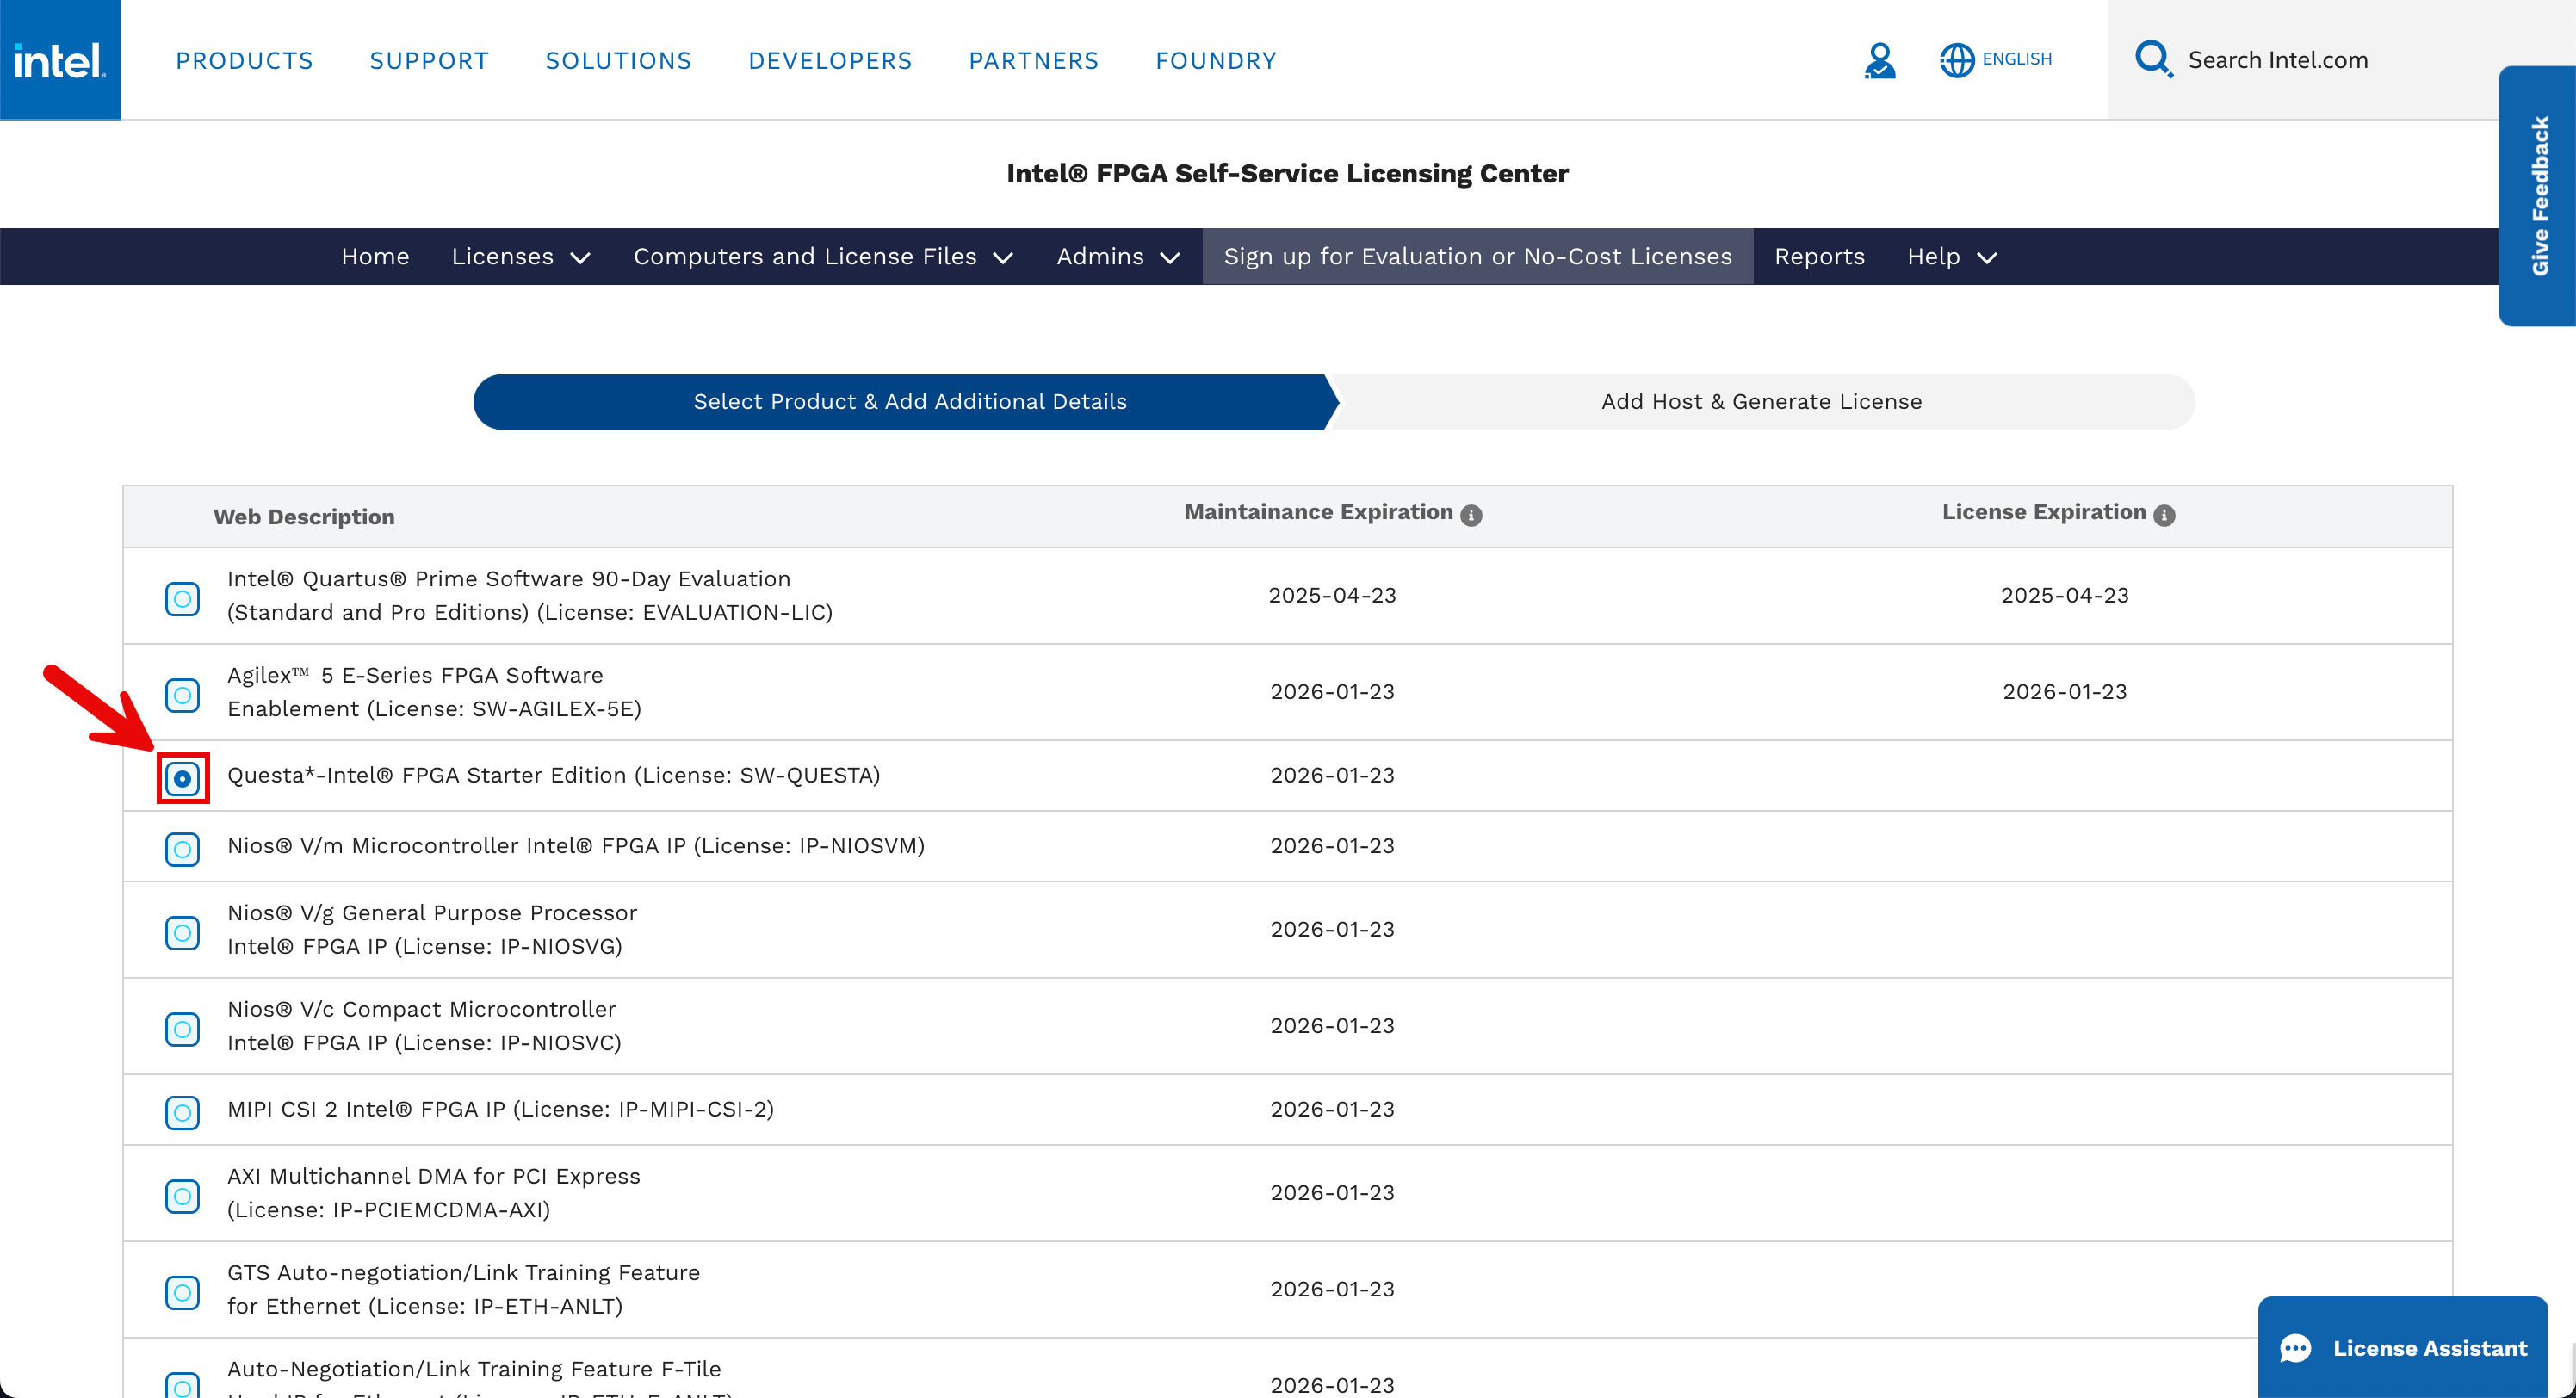 intel.
PRODUCTS
SUPPORT
SOLUTIONS
DEVELOPERS
PARTNERS
FOUNDRY
ENGLISH
Search Intel.com
Give Feedback
Intel® FPGA Self-Service Licensing Center
Home
Licenses
Computers and License Files
Admins
Sign up for Evaluation or No-Cost Licenses
Reports
Help
Select Product & Add Additional Details
Add Host & Generate License
Web Description
Maintainance Expiration
License Expiration
Intel® Quartus® Prime Software 90-Day Evaluation
(Standard and Pro Editions) (License: EVALUATION-LIC)
2025-04-23
2025-04-23
Agilex™ 5 E-Series FPGA Software
Enablement (License: SW-AGILEX-5E)
2026-01-23
2026-01-23
Questa*-Intel® FPGA Starter Edition (License: SW-QUESTA)
2026-01-23
Nios® V/m Microcontroller Intel® FPGA IP (License: IP-NIOSVM)
2026-01-23
Nios® V/g General Purpose Processor
Intel® FPGA IP (License: IP-NIOSVG)
2026-01-23
Nios® V/c Compact Microcontroller
Intel® FPGA IP (License: IP-NIOSVC)
2026-01-23
MIPI CSI 2 Intel® FPGA IP (License: IP-MIPI-CSI-2)
2026-01-23
AXI Multichannel DMA for PCI Express
(License: IP-PCIEMCDMA-AXI)
2026-01-23
GTS Auto-negotiation/Link Training Feature
for Ethernet (License: IP-ETH-ANLT)
2026-01-23
Auto-Negotiation/Link Training Feature F-Tile
Hard IP for Ethernet (License: IP-ETH-F-ANLT)
2026-01-23
License Assistant